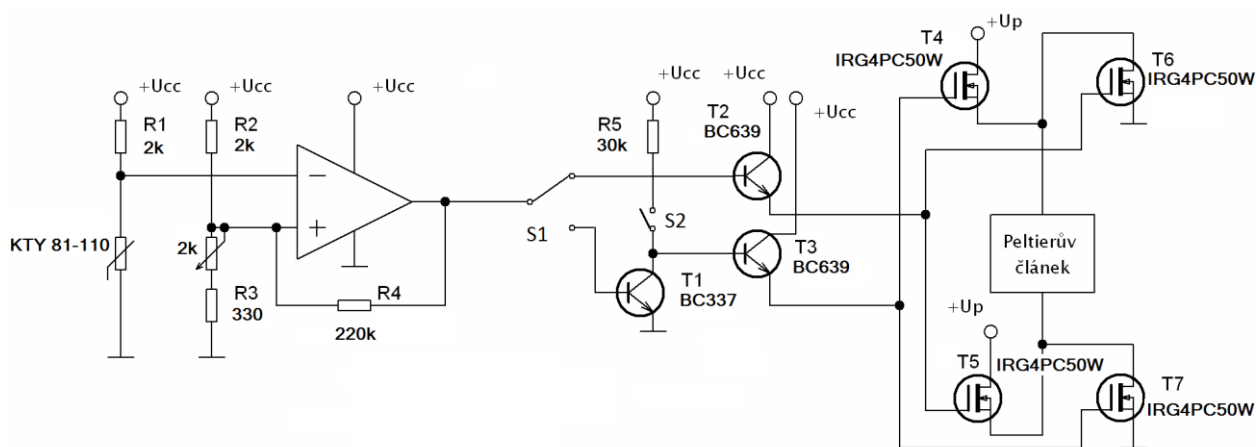 +Ucc
R1
2k
KTY 81-110
+Ucc
R2
2k
2k
R3
330
+Ucc
−
+
R4
220k
S1
+Ucc
R5
30k
S2
T1
BC337
+Ucc
T2
BC639
+Ucc
T3
BC639
T4
IRG4PC50W
+Up
T6
IRG4PC50W
Peltierův
článek
+Up
T5
IRG4PC50W
T7
IRG4PC50W